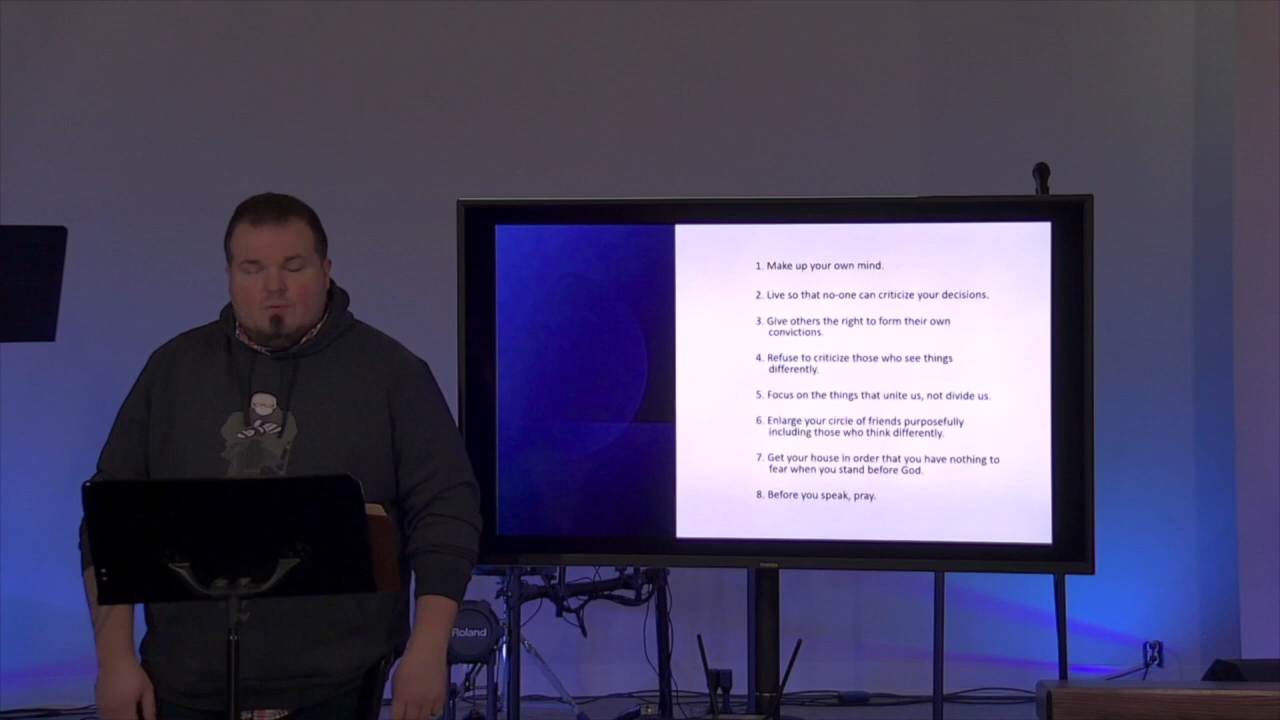 1. Make up your own mind.
2. Live so that no-one can criticize your decisions.
3. Give others the right to form their own
convictions.
4. Refuse to criticize those who see things
differently.
5. Focus on the things that unite us, not divide us.
6. Enlarge your circle of friends purposefully
including those who think differently.
7. Get your house in order that you have nothing to
fear when you stand before God.
8. Before you speak, pray.
Roland